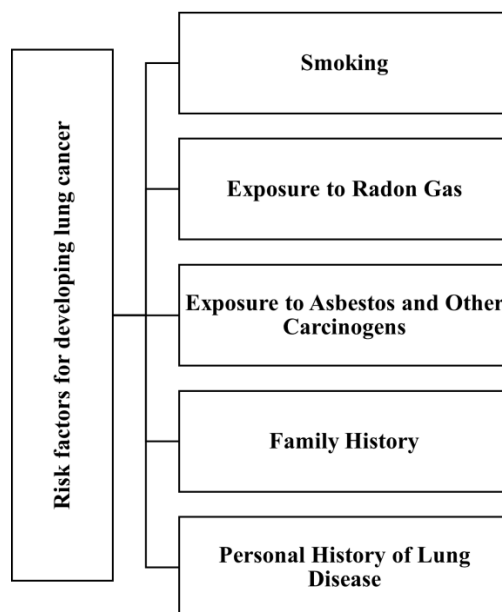 Risk factors for developing lung cancer
Smoking
Exposure to Radon Gas
Exposure to Asbestos and Other
Carcinogens
Family History
Personal History of Lung
Disease